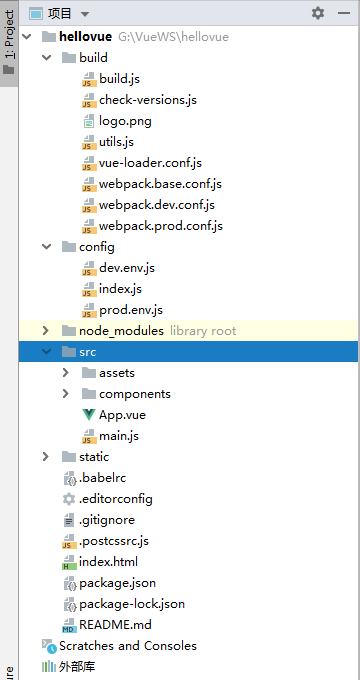 1: Project
项目
hellovue G:\VueWS\hellovue
build
build.js
check-versions.js
logo.png
utils.js
vue-loader.conf.js
webpack.base.conf.js
webpack.dev.conf.js
webpack.prod.conf.js
config
dev.env.js
index.js
prod.env.js
node_modules library root
src
assets
components
App.vue
main.js
static
.babelrc
.editorconfig
.gitignore
.postcssrc.js
index.html
package.json
package-lock.json
README.md
Scratches and Consoles
外部库